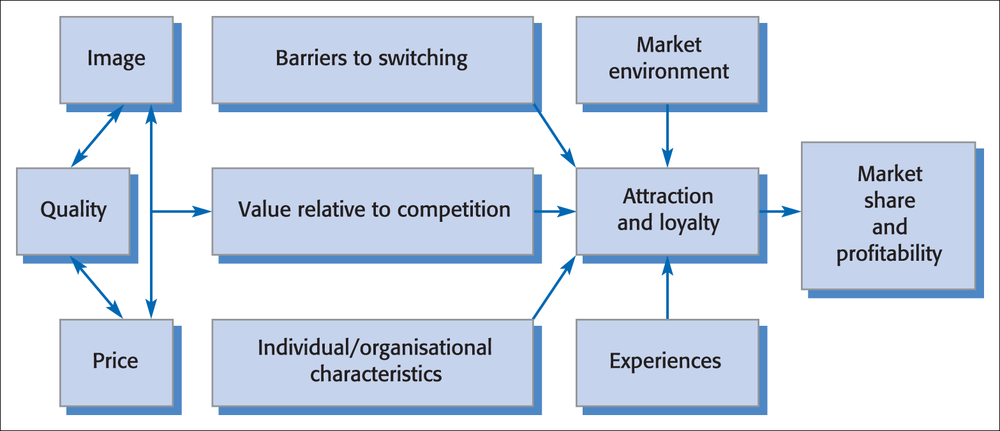 Image
Barriers to switching
Market
environment
Quality
Value relative to competition
Attraction
and loyalty
Market
share
and
profitability
Price
Individual/organisational
characteristics
Experiences